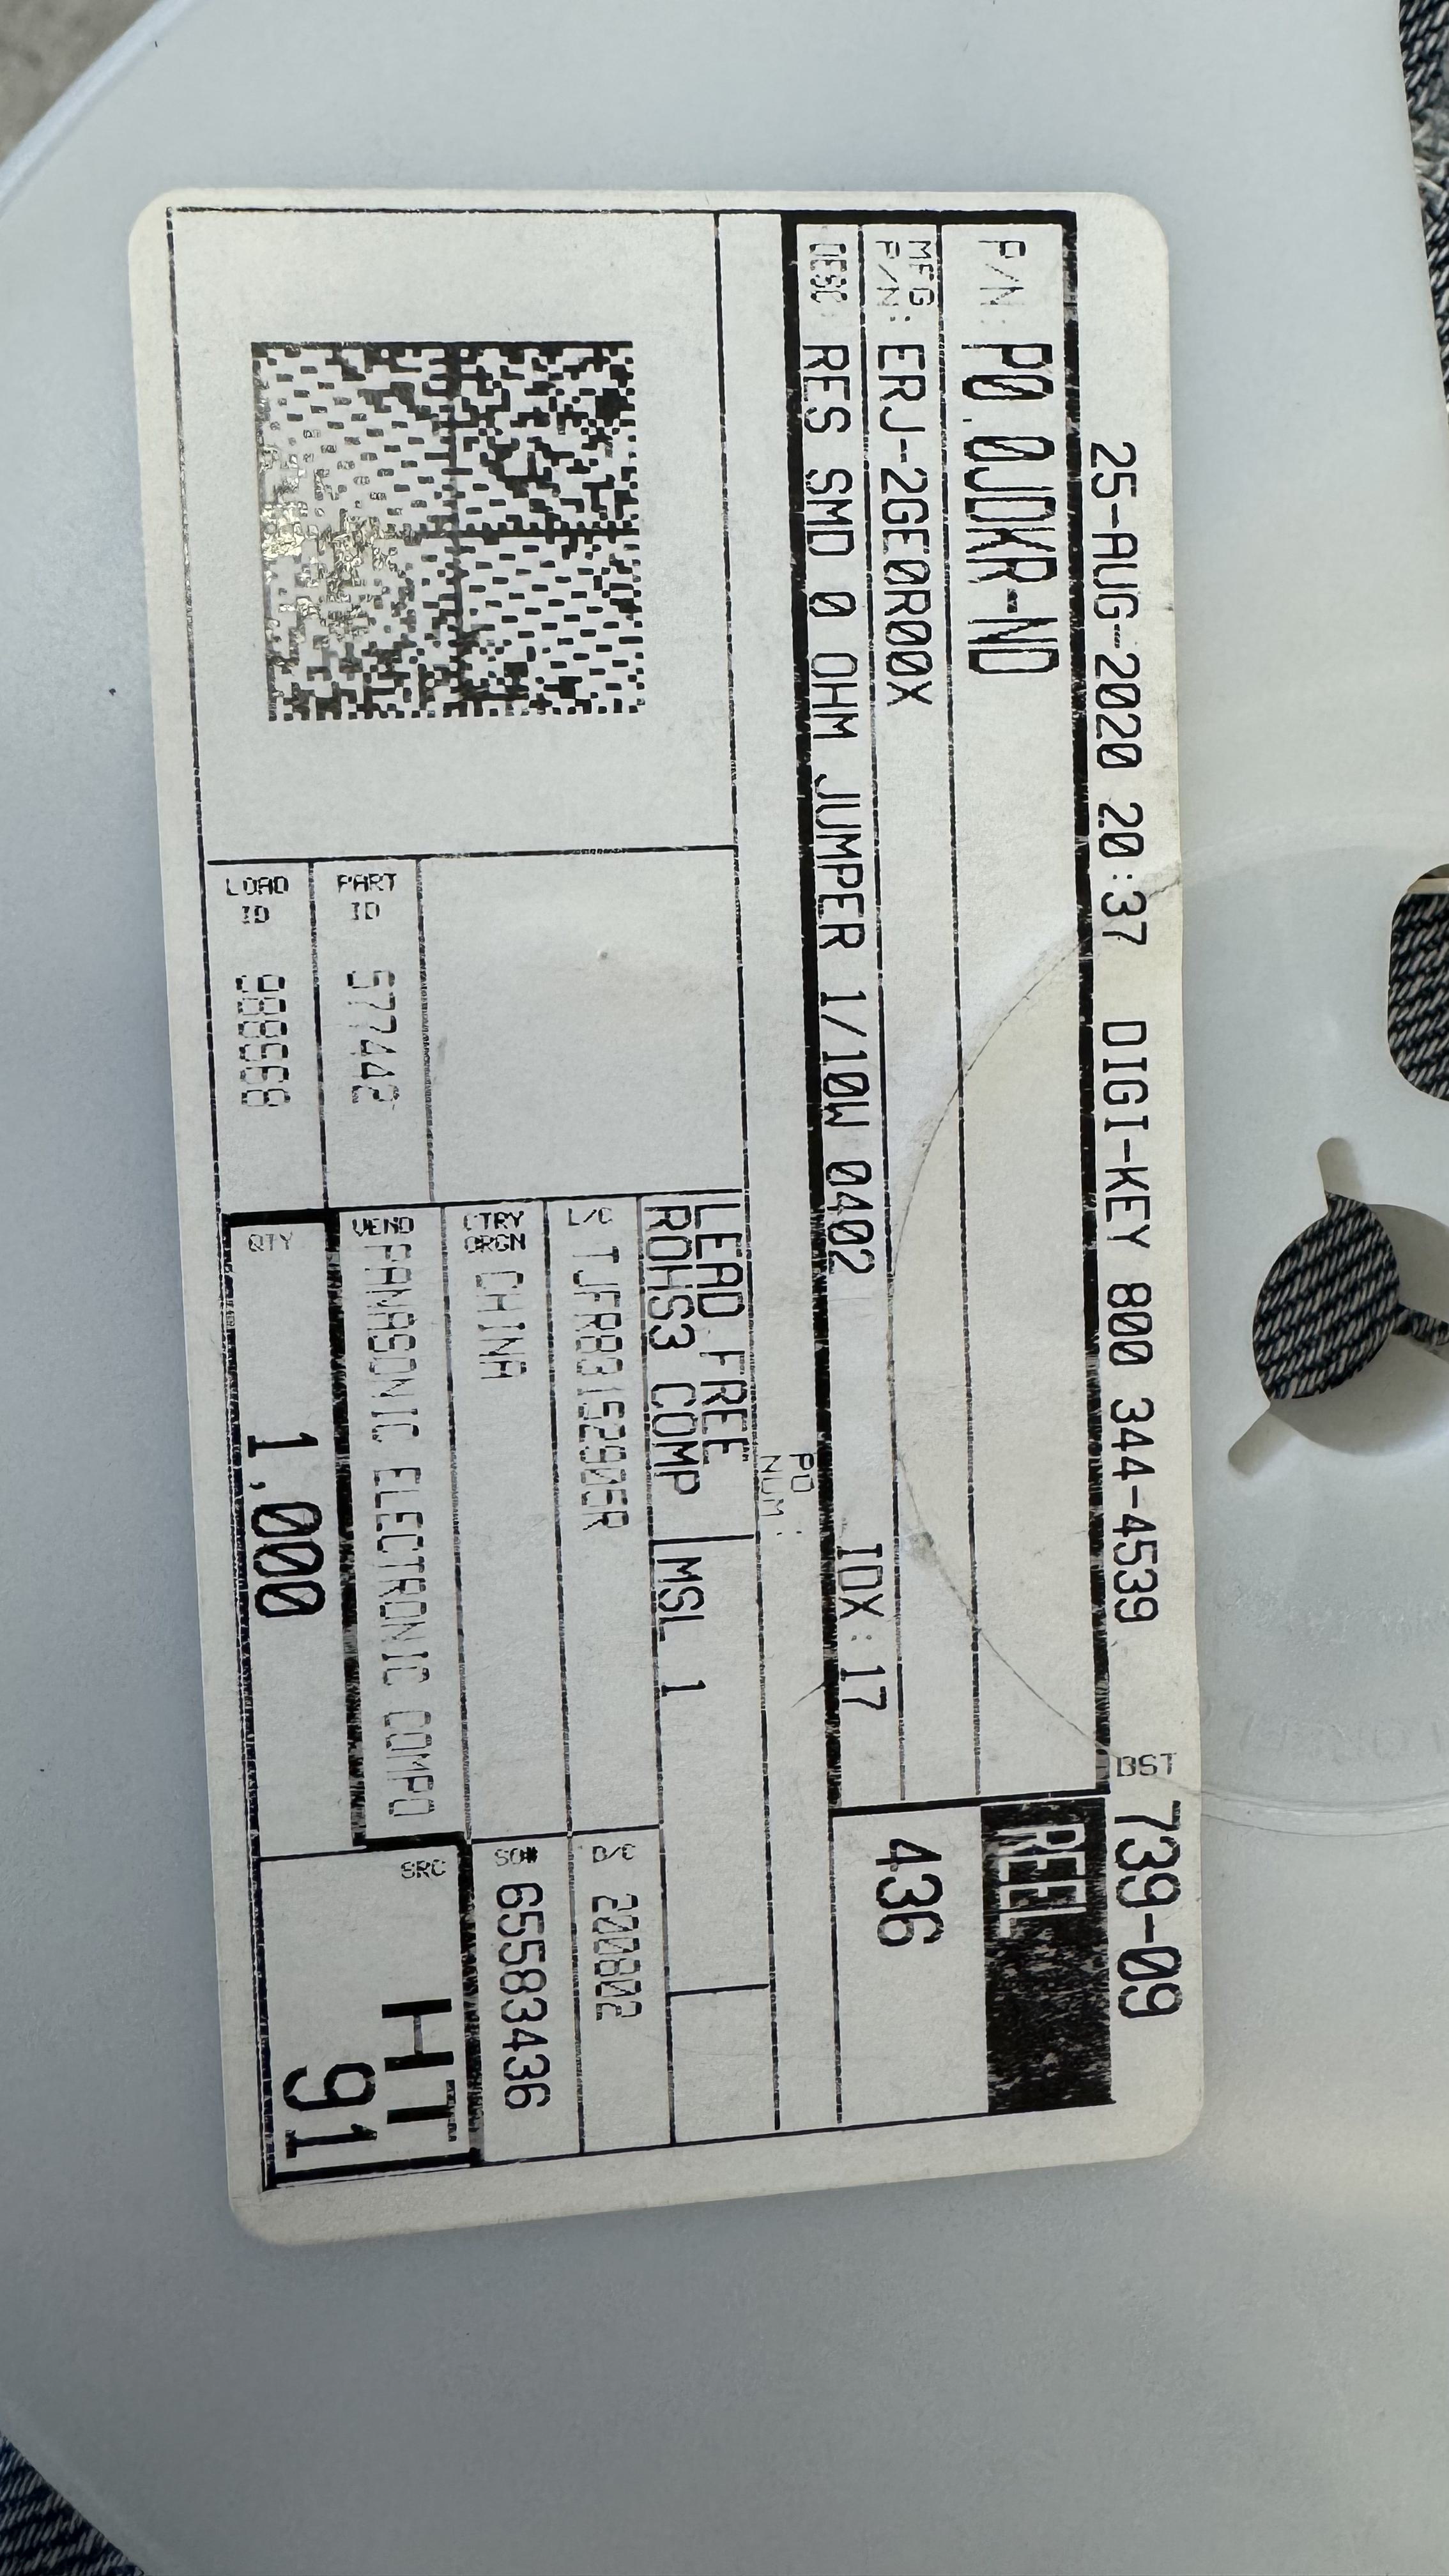 25-AUG-2020 20:37 DIGI-KEY 800 344-4539 BST 739-09
P/N: P0.0JDKR-ND REEL
MFG P/N: ERJ-2GE0R00X 436
DESC: RES SMD 0 OHM JUMPER 1/10W 0402 IDX:17
PO NUM:
LEAD FREE
ROHS3 COMP MSL 1
L/C D/C 200802
CTRY ORGN CHINA SO# 65583436
PART ID 577442
VEND PANASONIC ELECTRONIC COMPO
LOAD ID
QTY 1,000
SRC HT
91